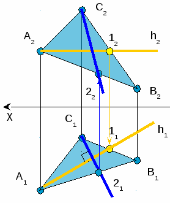 C₂
A₂
1₂
h₂
2₂
B₂
X
C₁
1₁
h₁
B₁
A₁
2₁